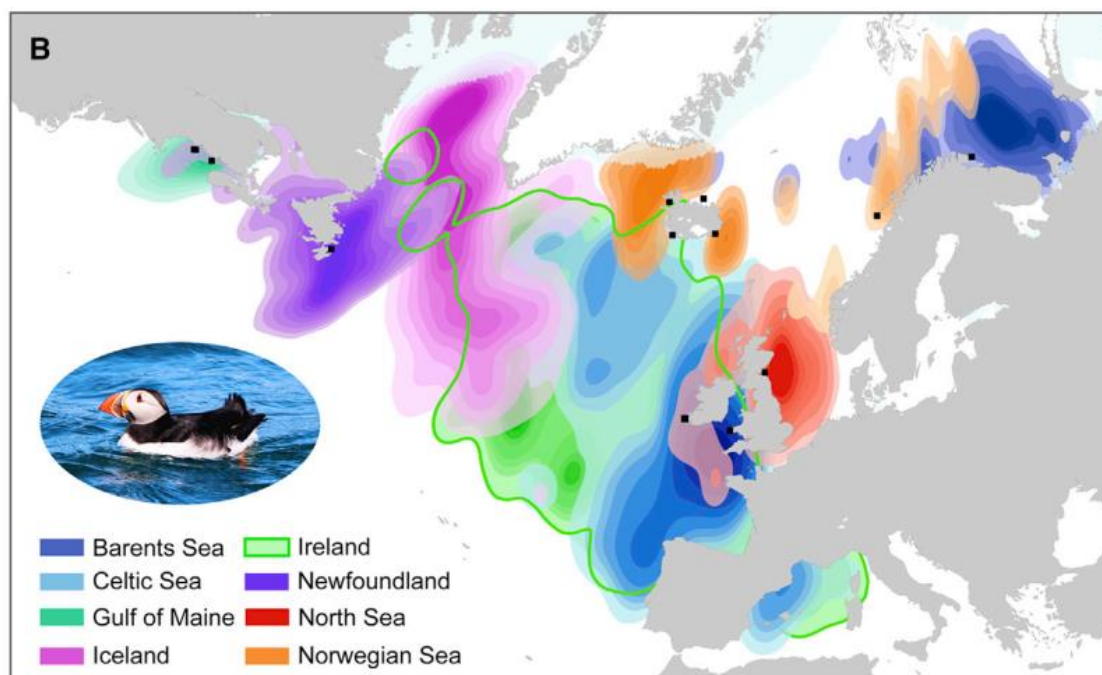 B
Barents Sea
Ireland
Celtic Sea
Newfoundland
Gulf of Maine
North Sea
Iceland
Norwegian Sea